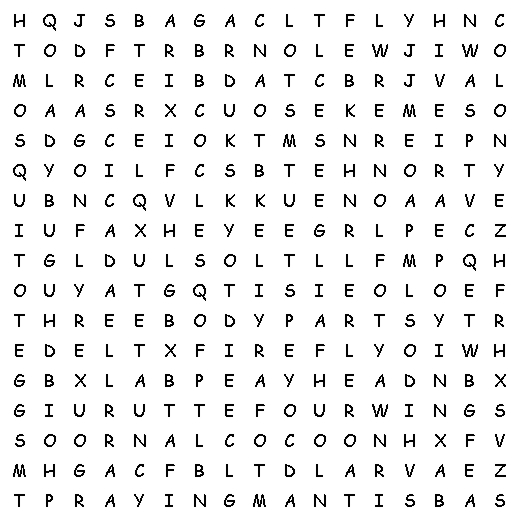 H Q J S B A G A C L T F L Y H N C
T O D F T R B R N O L E W J I W O
M L R C E I B D A T C B R J V A L
O A A S R X C U O S E K E M E S O
S D G C E I O K T M S N R E I P N
Q Y O I L F C S B T E H N O R T Y
U B N C Q V L K K U E N O A A V E
I U F A X H E Y E E G R L P E C Z
T G L D U L S O L T L L F M P Q H
O U Y A T G Q T I S I E O L O E F
T H R E E B O D Y P A R T S Y T R
E D E L T X F I R E F L Y O I W H
G B X L A B P E A Y H E A D N B X
G I U R U T T E F O U R W I N G S
S O O R N A L C O C O O N H X F V
M H G A C F B L T D L A R V A E Z
T P R A Y I N G M A N T I S B A S